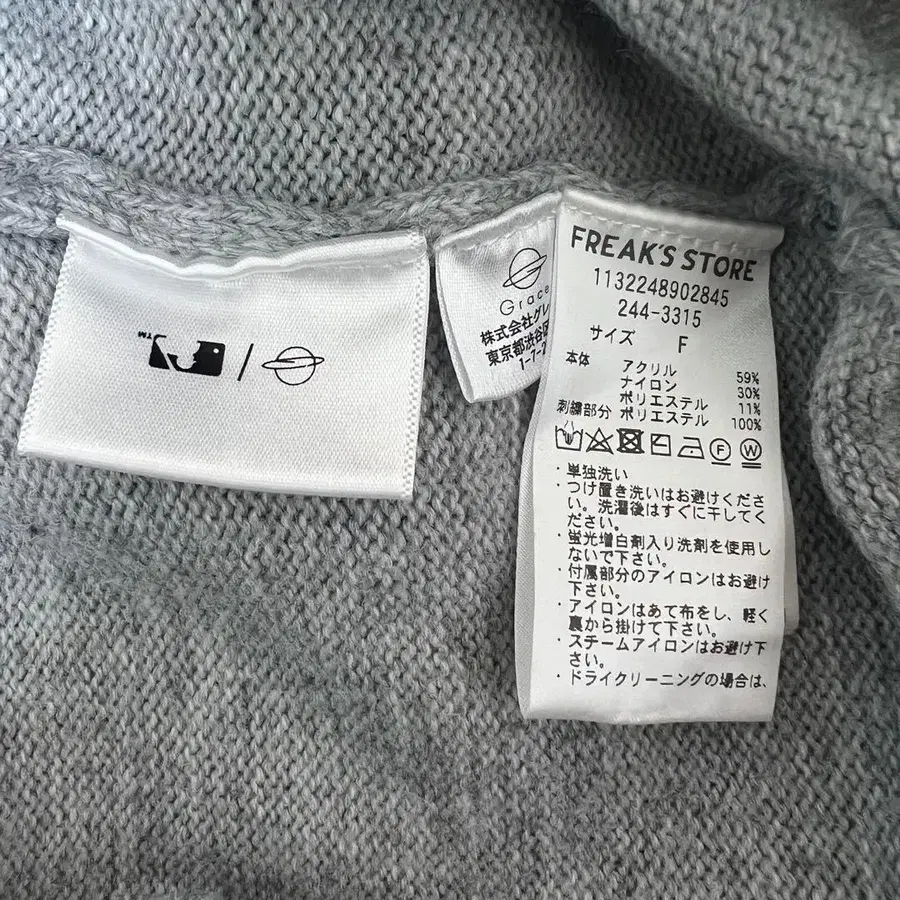 TM
Grace
株式会社グレ
東京都渋谷区
1-7-2
FREAK'S STORE
1132248902845
244-3315
サイズ F
本体 アクリル 59%
ナイロン 30%
ポリエステル 11%
刺繍部分 ポリエステル 100%
F W
・単独洗い
・つけ置き洗いはお避けくださ
い。洗濯後はすぐに干してく
ださい。
・蛍光増白剤入り洗剤を使用し
ないで下さい。
・付属部分のアイロンはお避け
下さい。
・アイロンはあて布をし、軽く
裏から掛けて下さい。
・スチームアイロンはお避け下
さい。
・ドライクリーニングの場合は、